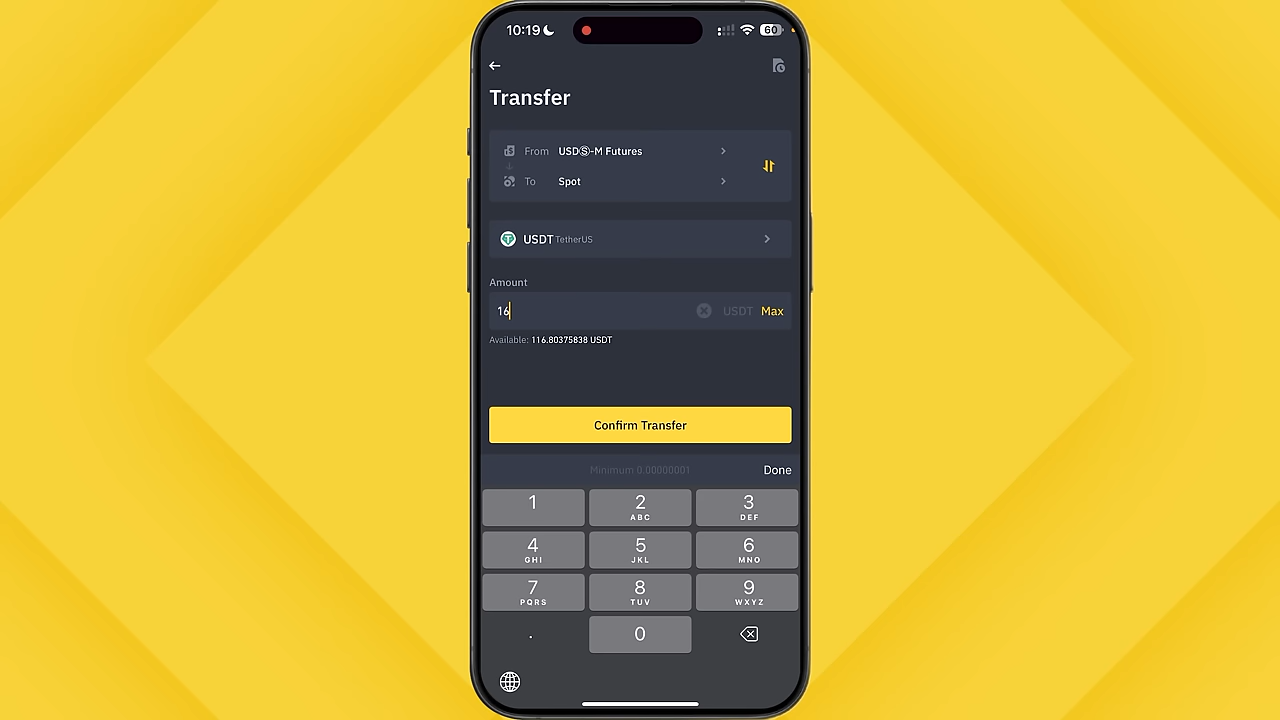 10:19
60
Transfer
From USDⓈ-M Futures
To Spot
USDT TetherUS
Amount
16 USDT Max
Available: 116.80375838 USDT
Confirm Transfer
Minimum 0.00000001 Done
1 2 ABC 3 DEF
4 GHI 5 JKL 6 MNO
7 PQRS 8 TUV 9 WXYZ
. 0